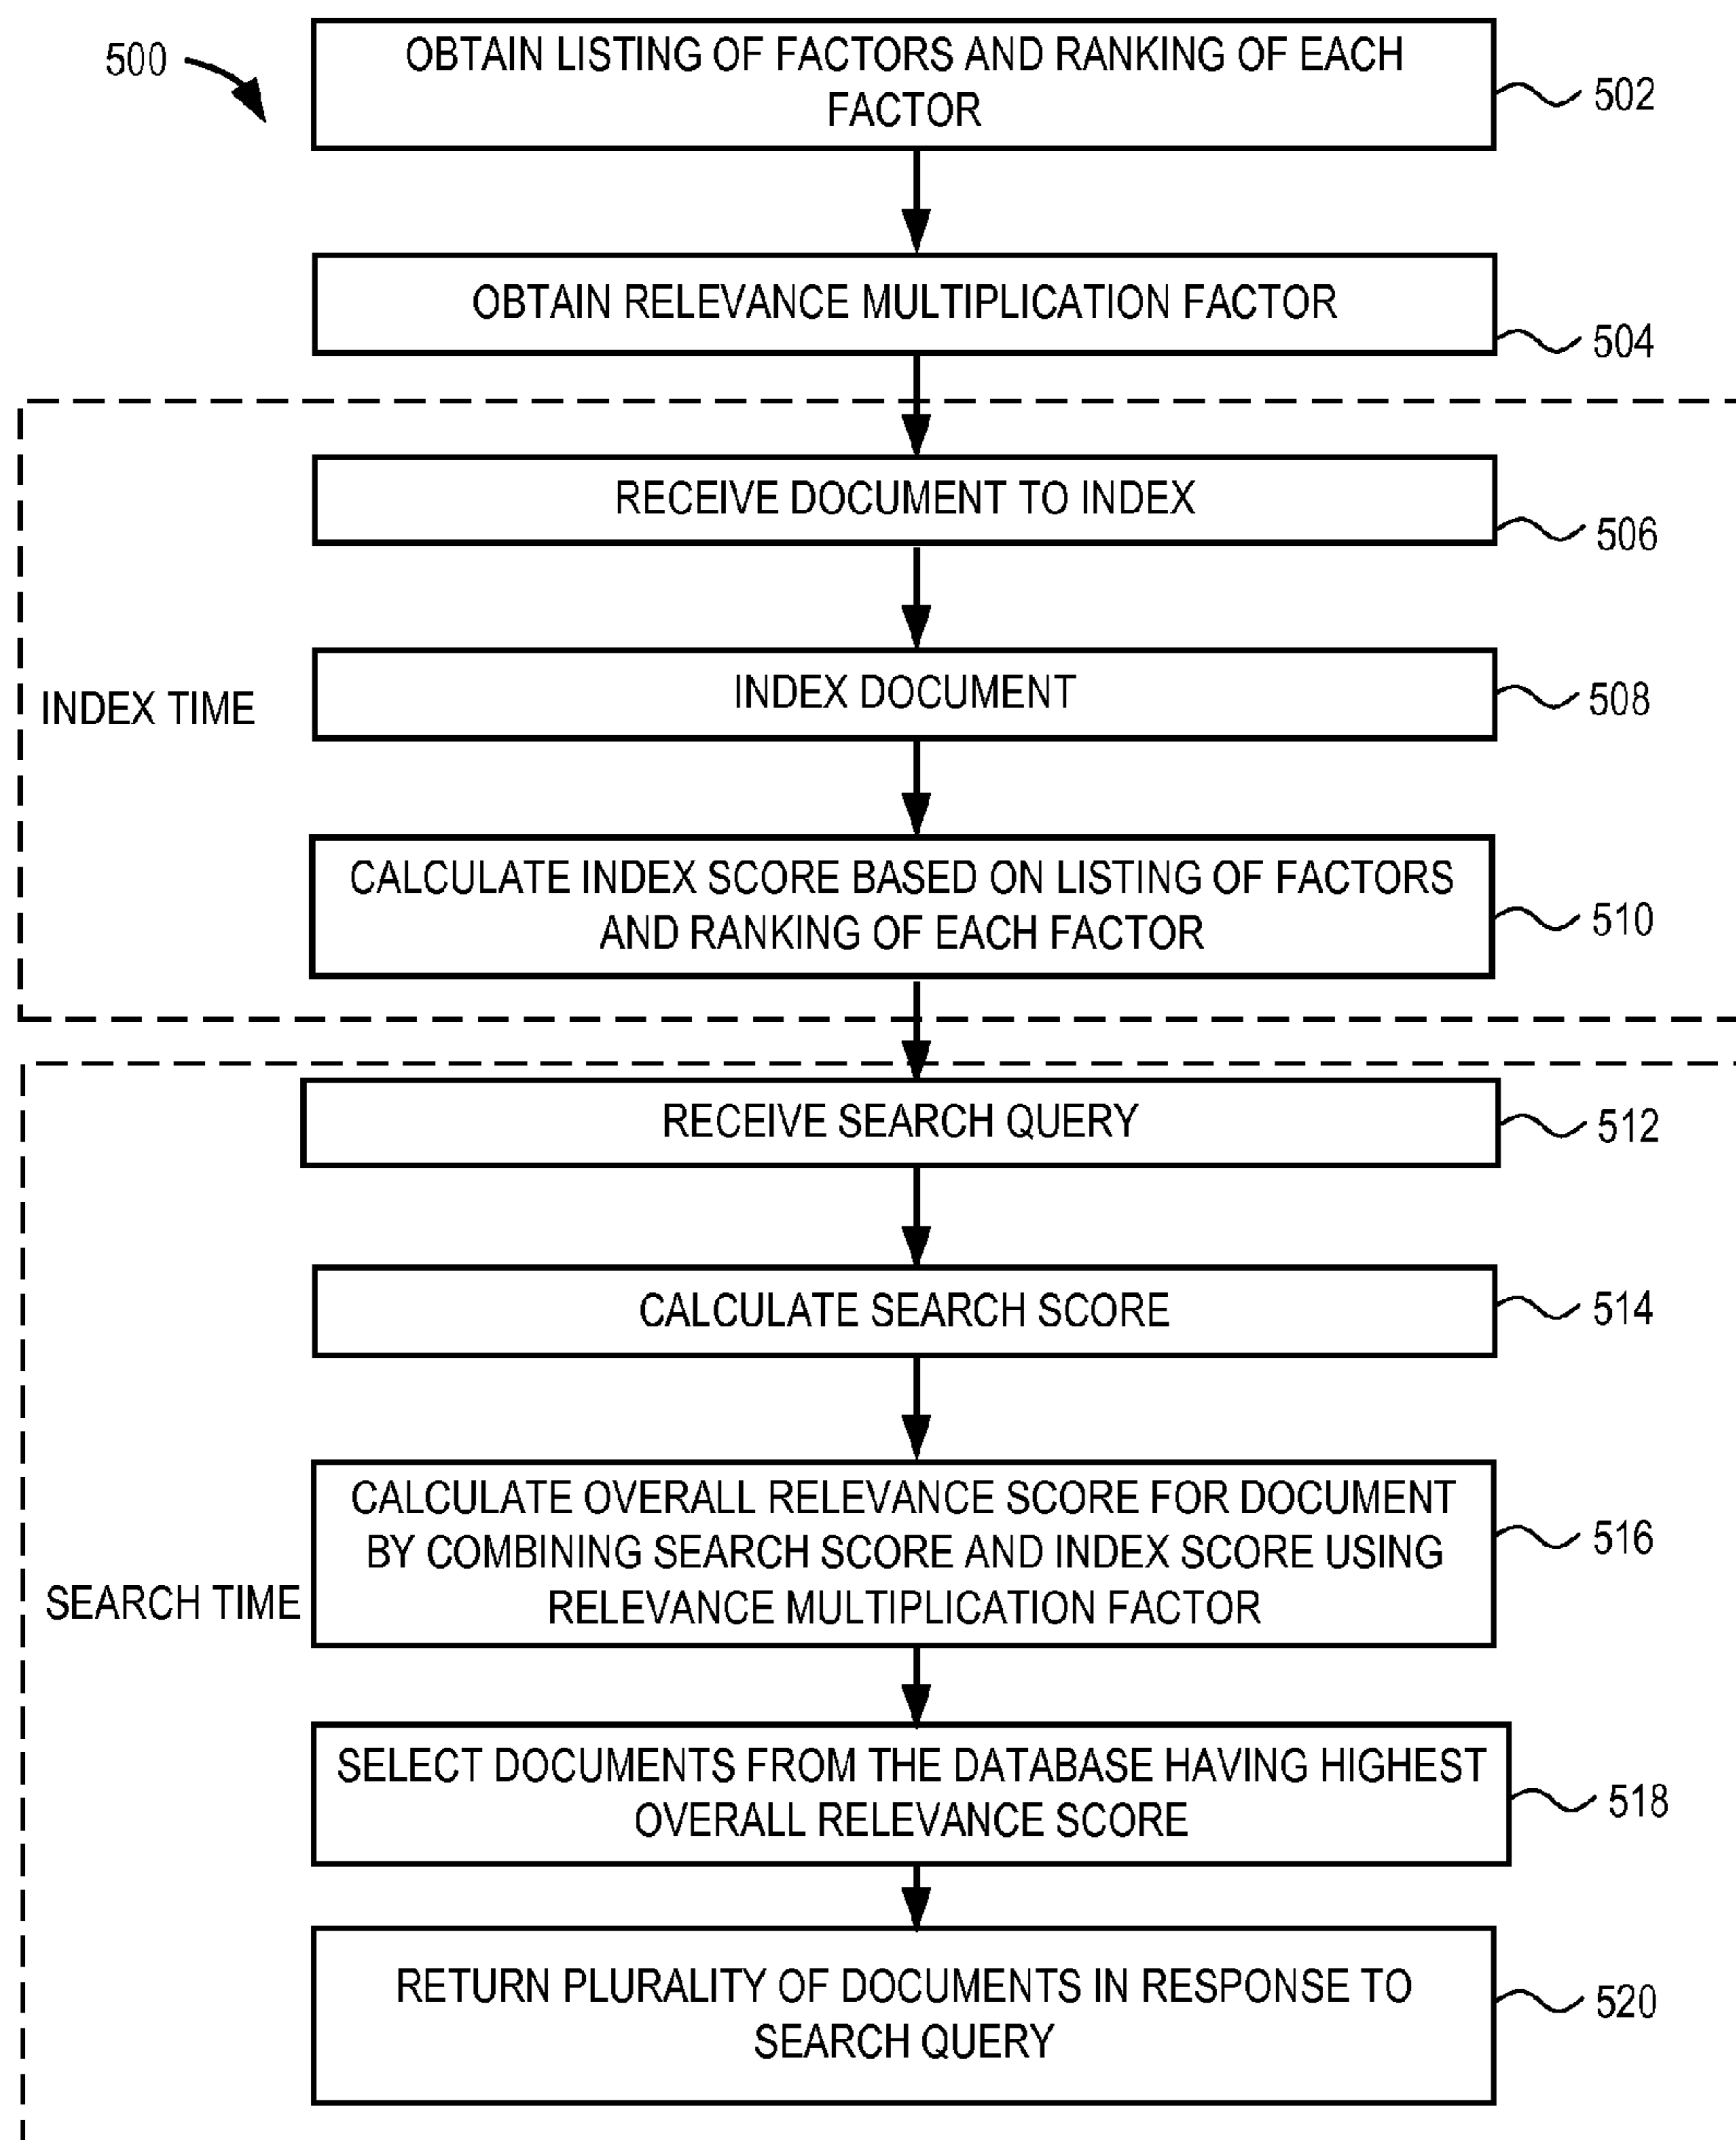 500
OBTAIN LISTING OF FACTORS AND RANKING OF EACH
FACTOR
502
OBTAIN RELEVANCE MULTIPLICATION FACTOR
504
RECEIVE DOCUMENT TO INDEX
506
INDEX TIME
INDEX DOCUMENT
508
CALCULATE INDEX SCORE BASED ON LISTING OF FACTORS
AND RANKING OF EACH FACTOR
510
RECEIVE SEARCH QUERY
512
CALCULATE SEARCH SCORE
514
SEARCH TIME
CALCULATE OVERALL RELEVANCE SCORE FOR DOCUMENT
BY COMBINING SEARCH SCORE AND INDEX SCORE USING
RELEVANCE MULTIPLICATION FACTOR
516
SELECT DOCUMENTS FROM THE DATABASE HAVING HIGHEST
OVERALL RELEVANCE SCORE
518
RETURN PLURALITY OF DOCUMENTS IN RESPONSE TO
SEARCH QUERY
520